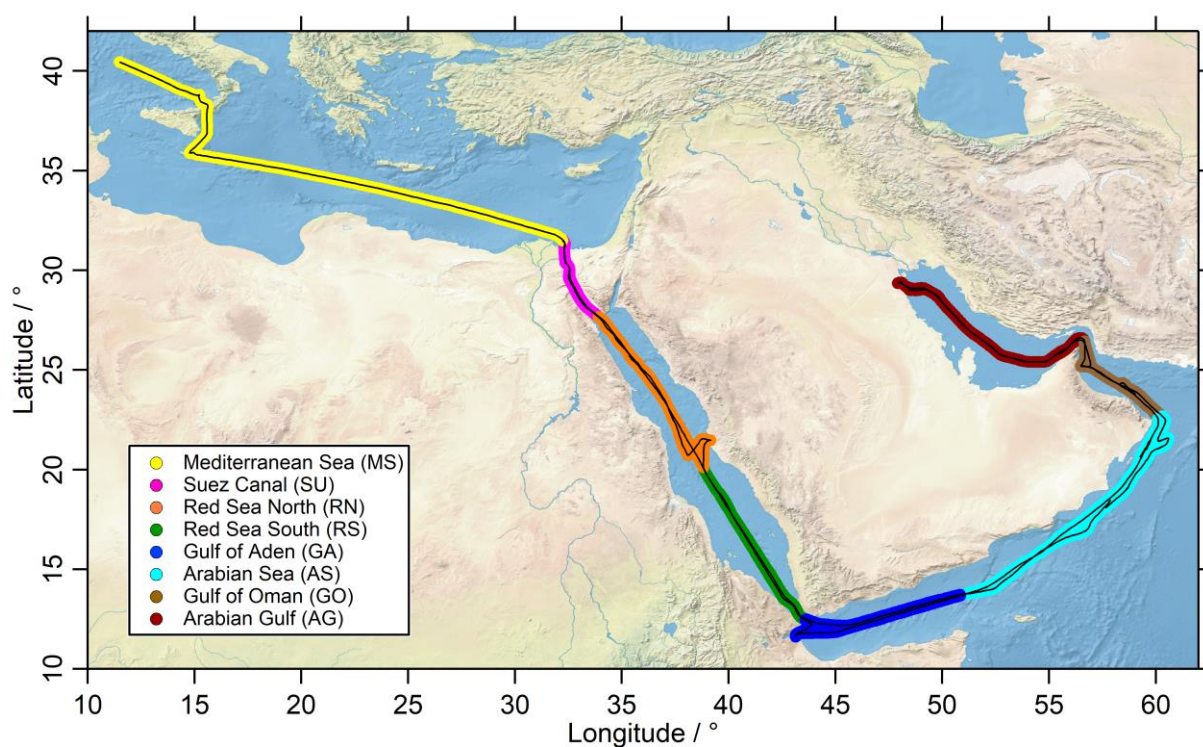 40
35
30
25
20
15
10
Latitude / °
Mediterranean Sea (MS)
Suez Canal (SU)
Red Sea North (RN)
Red Sea South (RS)
Gulf of Aden (GA)
Arabian Sea (AS)
Gulf of Oman (GO)
Arabian Gulf (AG)
10 15 20 25 30 35 40 45 50 55 60
Longitude / °